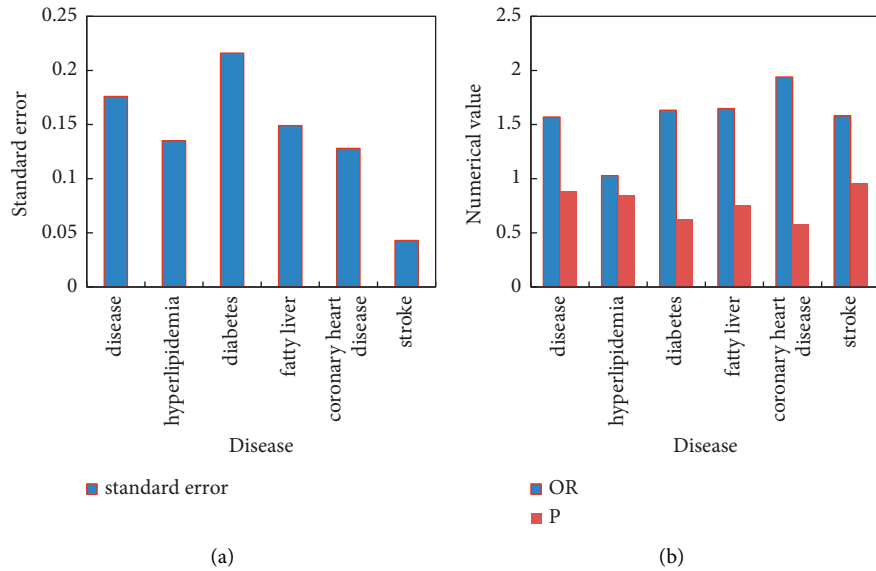 0.25
0.2
0.15
0.1
0.05
0
Standard error
disease
hyperlipidemia
diabetes
fatty liver
coronary heart
disease
stroke
Disease
standard error
(a)
2.5
2
1.5
1
0.5
0
Numerical value
disease
hyperlipidemia
diabetes
fatty liver
coronary heart
disease
stroke
Disease
OR
P
(b)